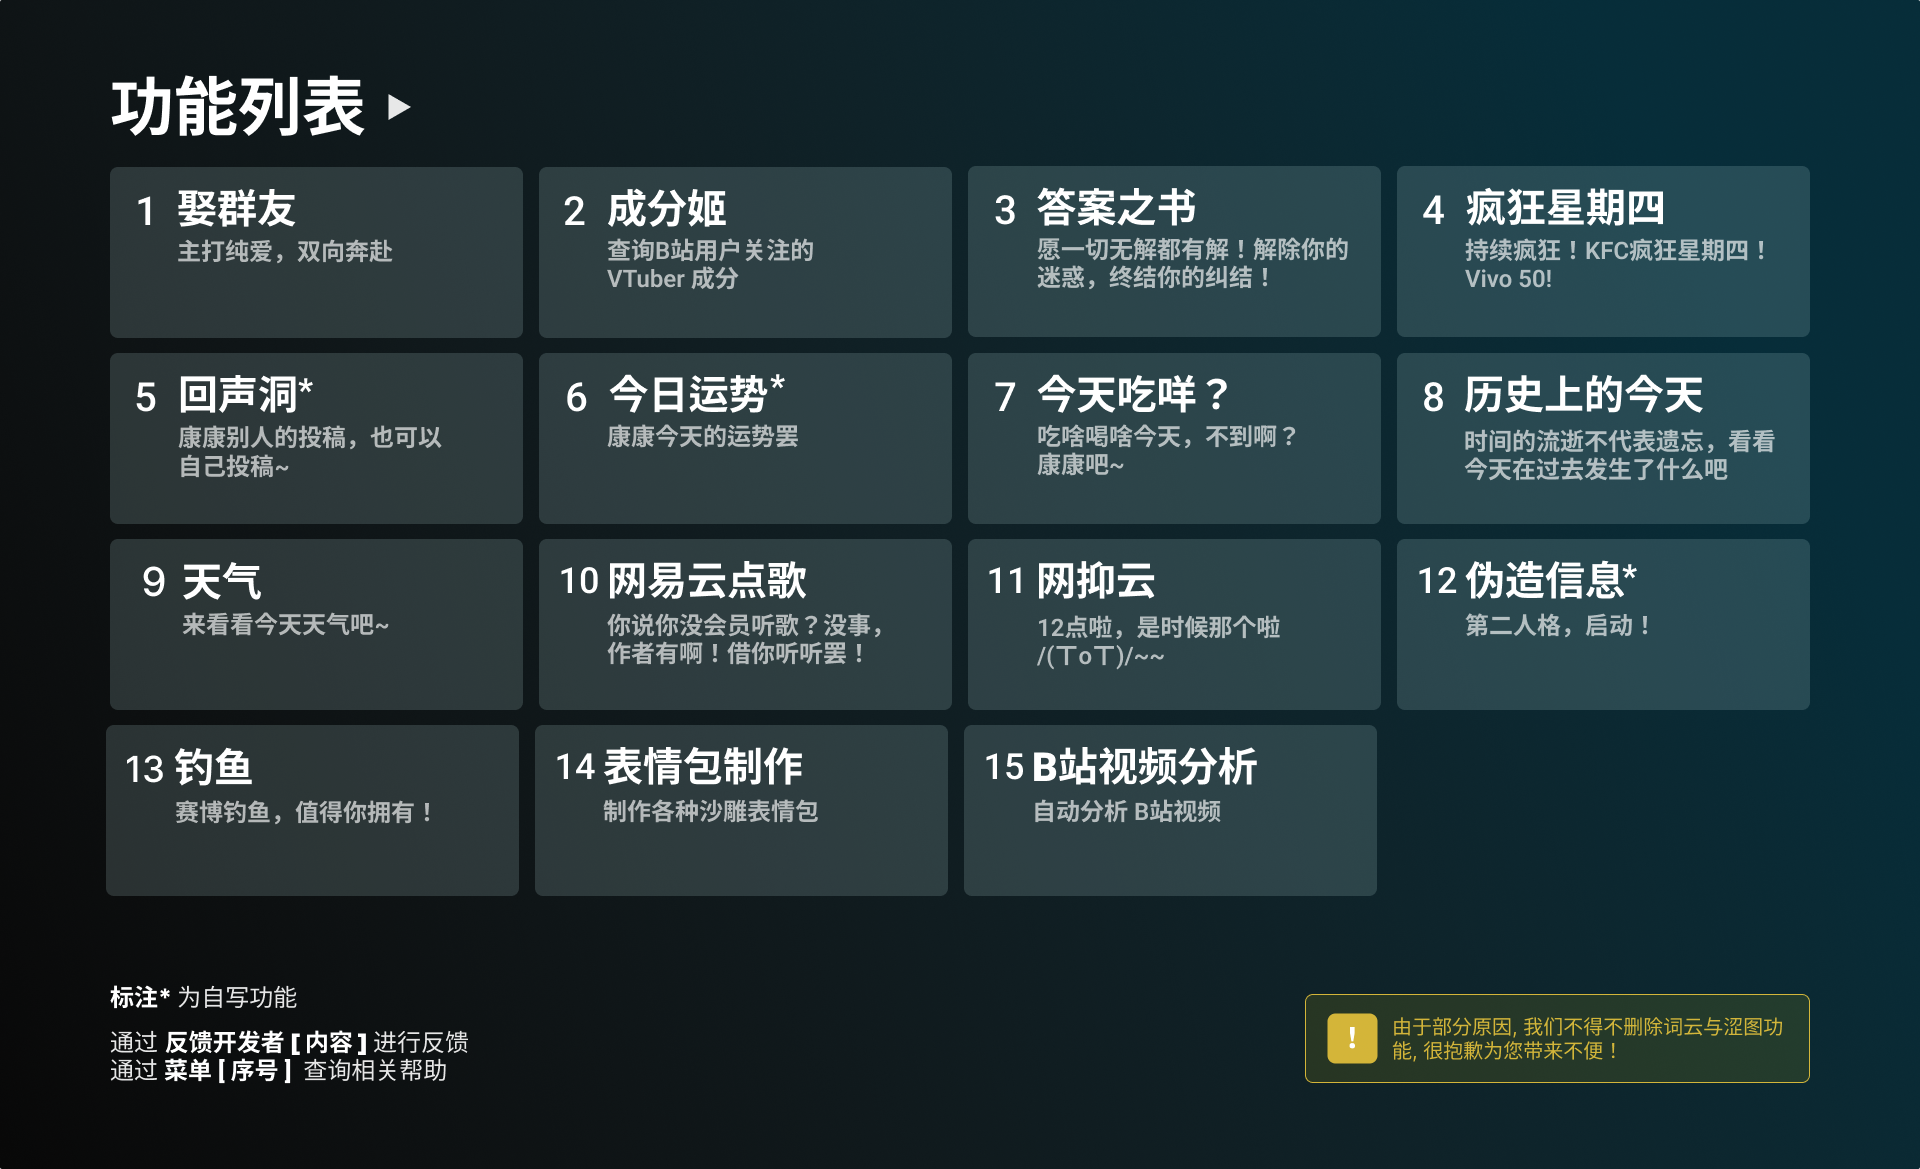 功能列表 ▶
1 娶群友
主打纯爱，双向奔赴
2 成分姬
查询B站用户关注的
VTuber 成分
3 答案之书
愿一切无解都有解！解除你的
迷惑，终结你的纠结！
4 疯狂星期四
持续疯狂！KFC疯狂星期四！
Vivo 50!
5 回声洞*
康康别人的投稿，也可以
自己投稿~
6 今日运势*
康康今天的运势罢
7 今天吃咩？
吃啥喝啥今天，不到啊？
康康吧~
8 历史上的今天
时间的流逝不代表遗忘，看看
今天在过去发生了什么吧
9 天气
来看看今天天气吧~
10 网易云点歌
你说你没会员听歌？没事，
作者有啊！借你听听罢！
11 网抑云
12点啦，是时候那个啦
/(ㄒoㄒ)/~~
12 伪造信息*
第二人格，启动！
13 钓鱼
赛博钓鱼，值得你拥有！
14 表情包制作
制作各种沙雕表情包
15 B站视频分析
自动分析 B站视频
标注* 为自写功能
通过 反馈开发者 [ 内容 ] 进行反馈
通过 菜单 [ 序号 ] 查询相关帮助
! 由于部分原因, 我们不得不删除词云与涩图功
能, 很抱歉为您带来不便！